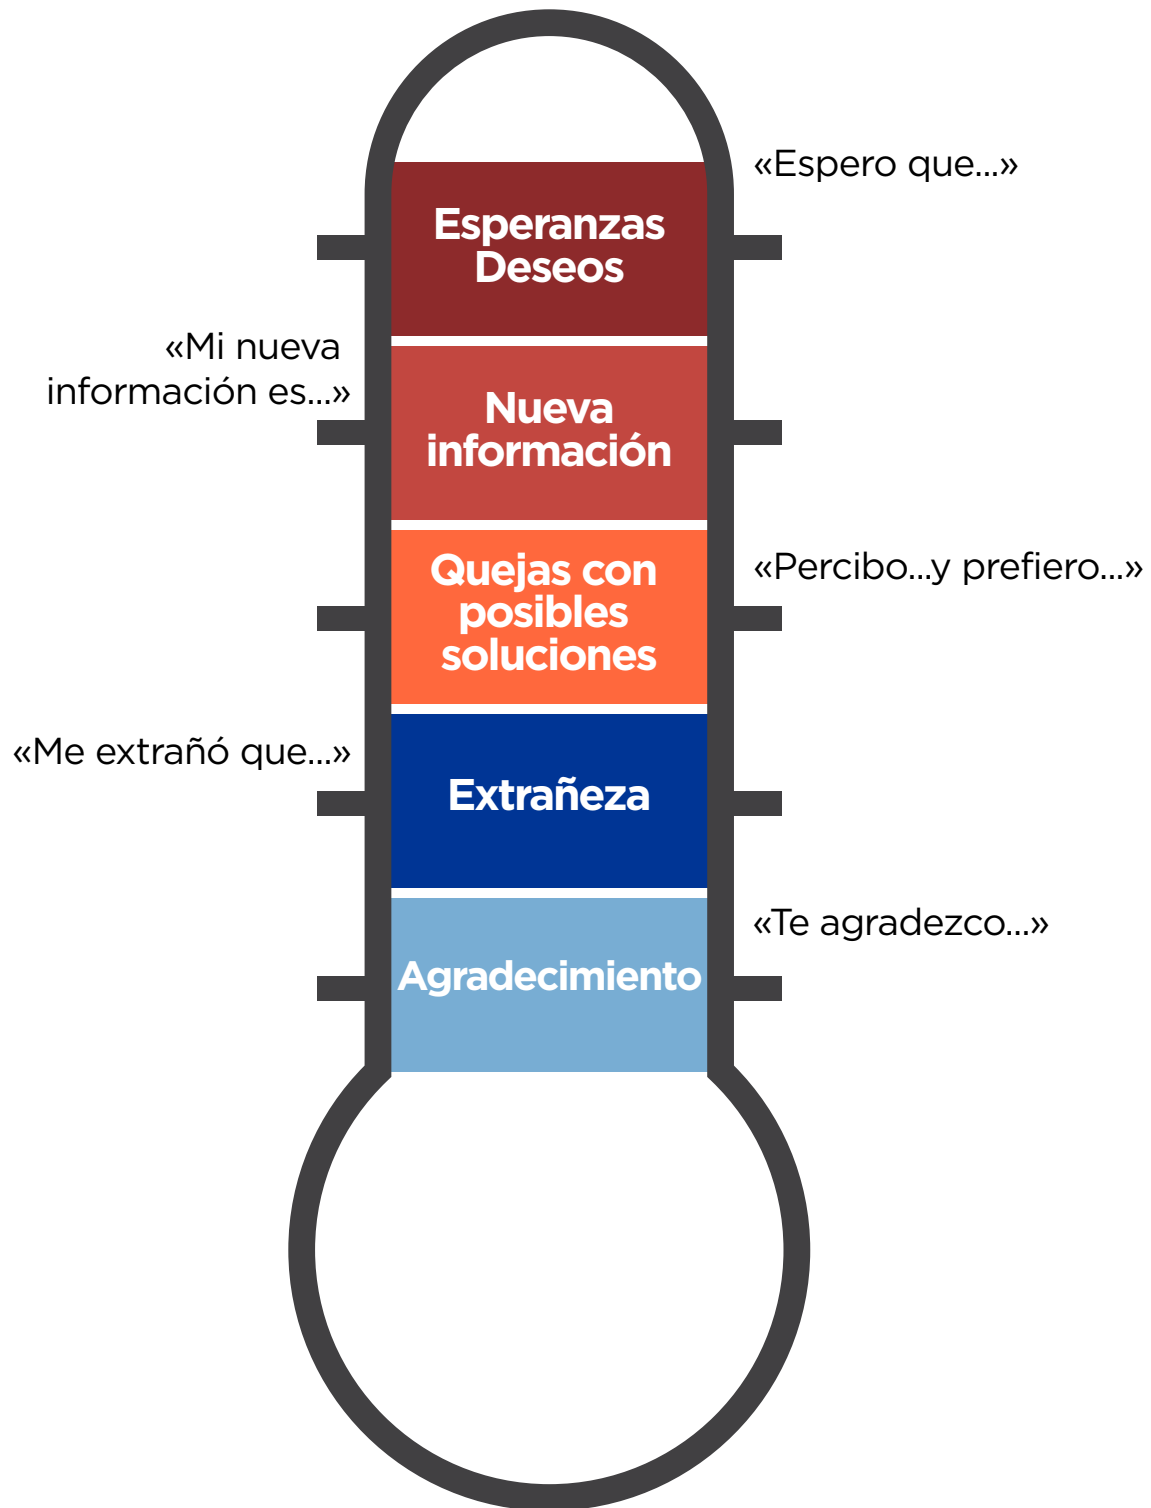 «Espero que...»
Esperanzas
Deseos
«Mi nueva
información es...»
Nueva
información
Quejas con
posibles
soluciones
«Percibo...y prefiero...»
«Me extrañó que...»
Extrañeza
«Te agradezco...»
Agradecimiento